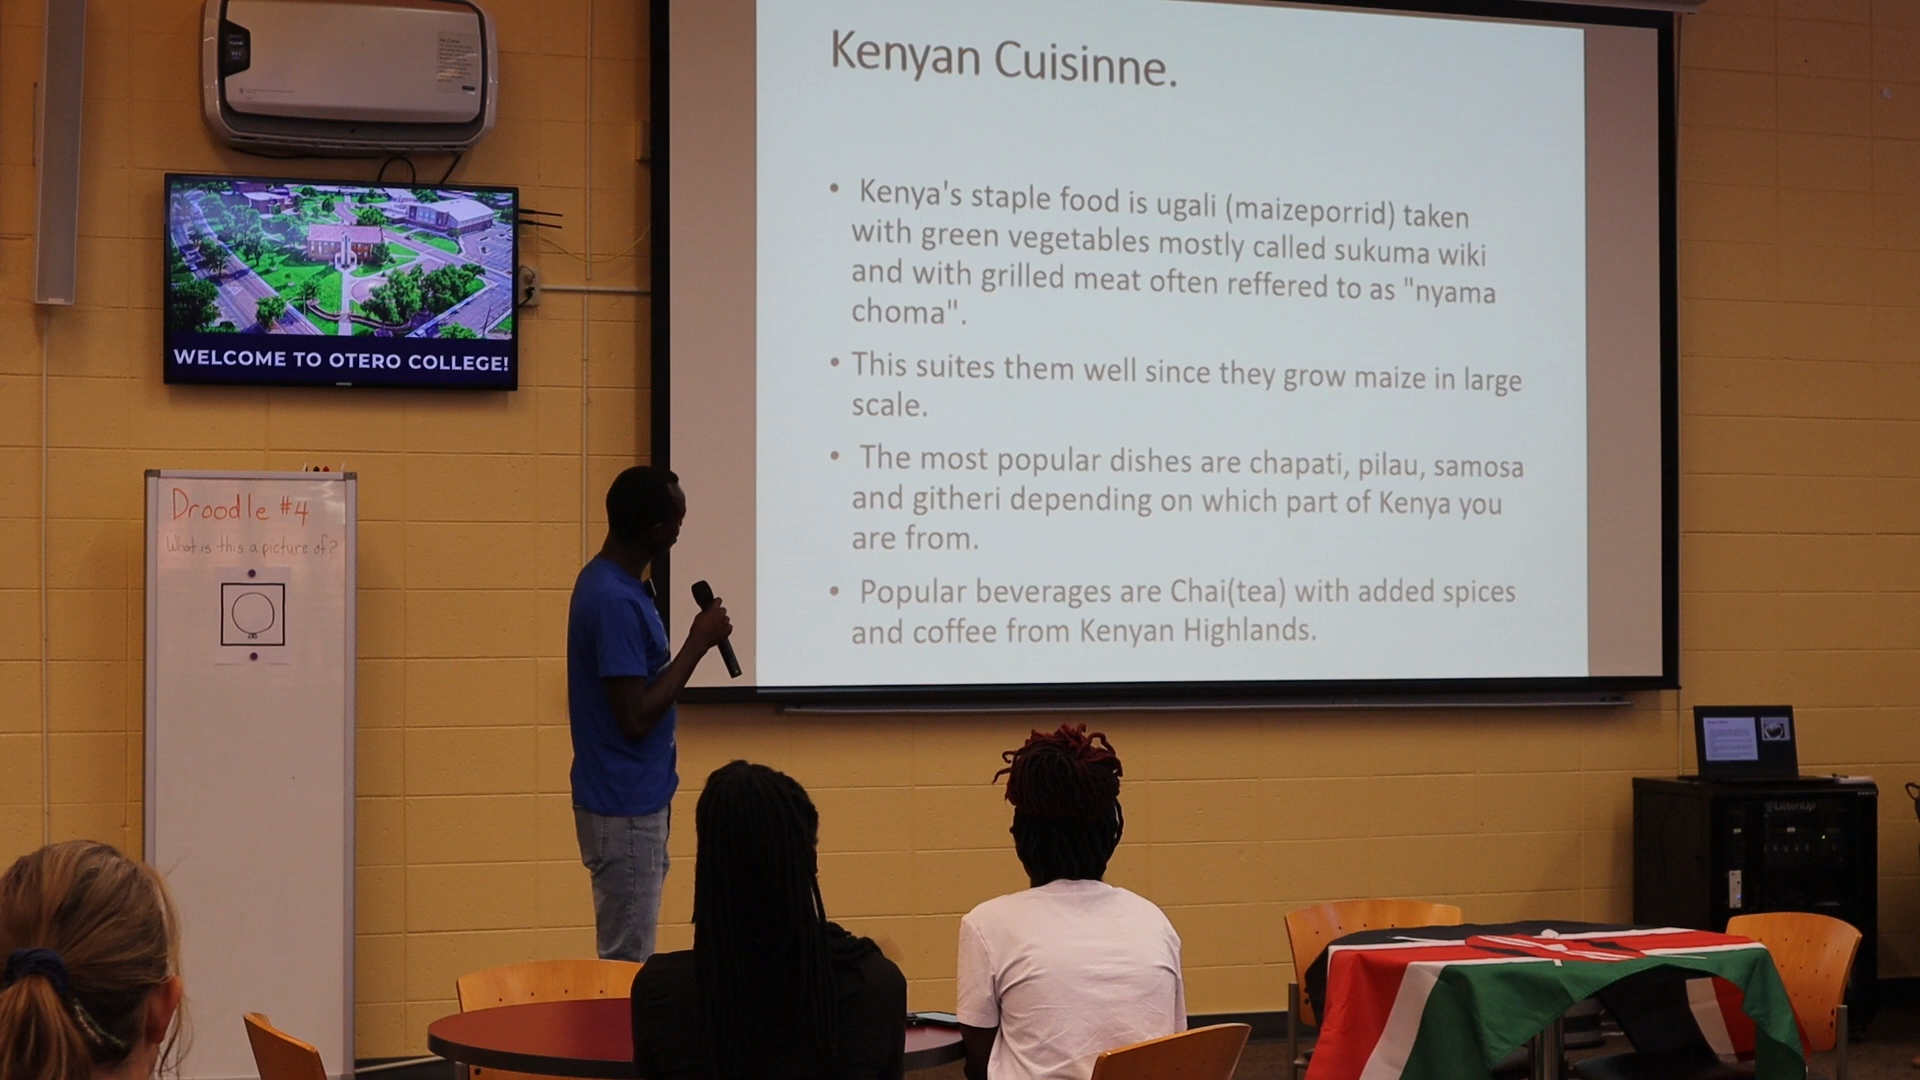 Kenyan Cuisinne.
• Kenya's staple food is ugali (maizeporrid) taken
with green vegetables mostly called sukuma wiki
and with grilled meat often reffered to as "nyama
choma".
• This suites them well since they grow maize in large
scale.
• The most popular dishes are chapati, pilau, samosa
and githeri depending on which part of Kenya you
are from.
• Popular beverages are Chai(tea) with added spices
and coffee from Kenyan Highlands.
WELCOME TO OTERO COLLEGE!
Droodle #4
What is this a picture of?
ListenUp